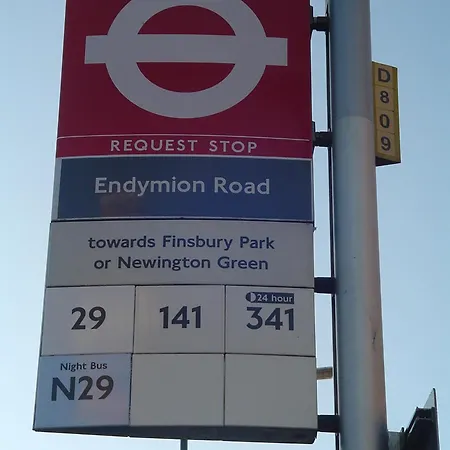 REQUEST STOP
Endymion Road
towards Finsbury Park
or Newington Green
29
141
24 hour
341
Night Bus
N29
D
8
0
9